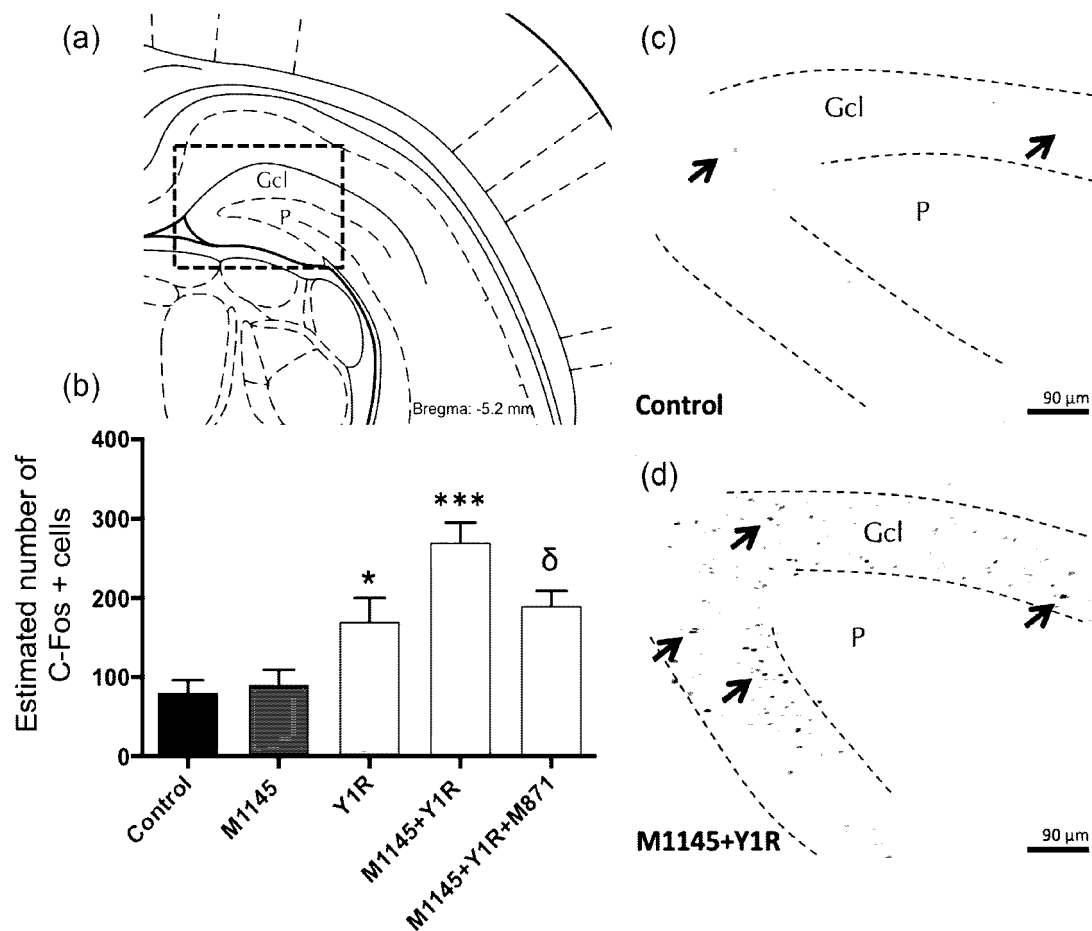 (a)
Gcl
P
Bregma: -5.2 mm
(b)
Estimated number of
C-Fos + cells
400
300
200
100
0
*
***
δ
Control
M1145
Y1R
M1145+Y1R
M1145+Y1R+M871
(c)
Gcl
P
Control
90 µm
(d)
Gcl
P
M1145+Y1R
90 µm